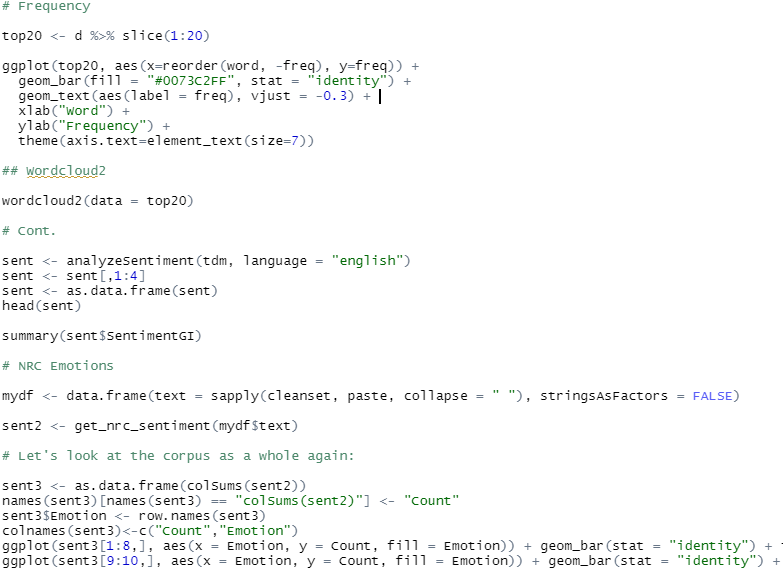 # Frequency
top20 <- d %>% slice(1:20)
ggplot(top20, aes(x=reorder(word, -freq), y=freq)) +
geom_bar(fill = "#0073C2FF", stat = "identity") +
geom_text(aes(label = freq), vjust = -0.3) +
xlab("Word") +
ylab("Frequency") +
theme(axis.text=element_text(size=7))
## Wordcloud2
wordcloud2(data = top20)
# Cont.
sent <- analyzeSentiment(tdm, language = "english")
sent <- sent[,1:4]
sent <- as.data.frame(sent)
head(sent)
summary(sent$SentimentGI)
# NRC Emotions
mydf <- data.frame(text = sapply(cleanset, paste, collapse = " "), stringsAsFactors = FALSE)
sent2 <- get_nrc_sentiment(mydf$text)
# Let's look at the corpus as a whole again:
sent3 <- as.data.frame(colSums(sent2))
names(sent3)[names(sent3) == "colSums(sent2)"] <- "Count"
sent3$Emotion <- row.names(sent3)
colnames(sent3)<-c("Count","Emotion")
ggplot(sent3[1:8,], aes(x = Emotion, y = Count, fill = Emotion)) + geom_bar(stat = "identity") +
ggplot(sent3[9:10,], aes(x = Emotion, y = Count, fill = Emotion)) + geom_bar(stat = "identity") +